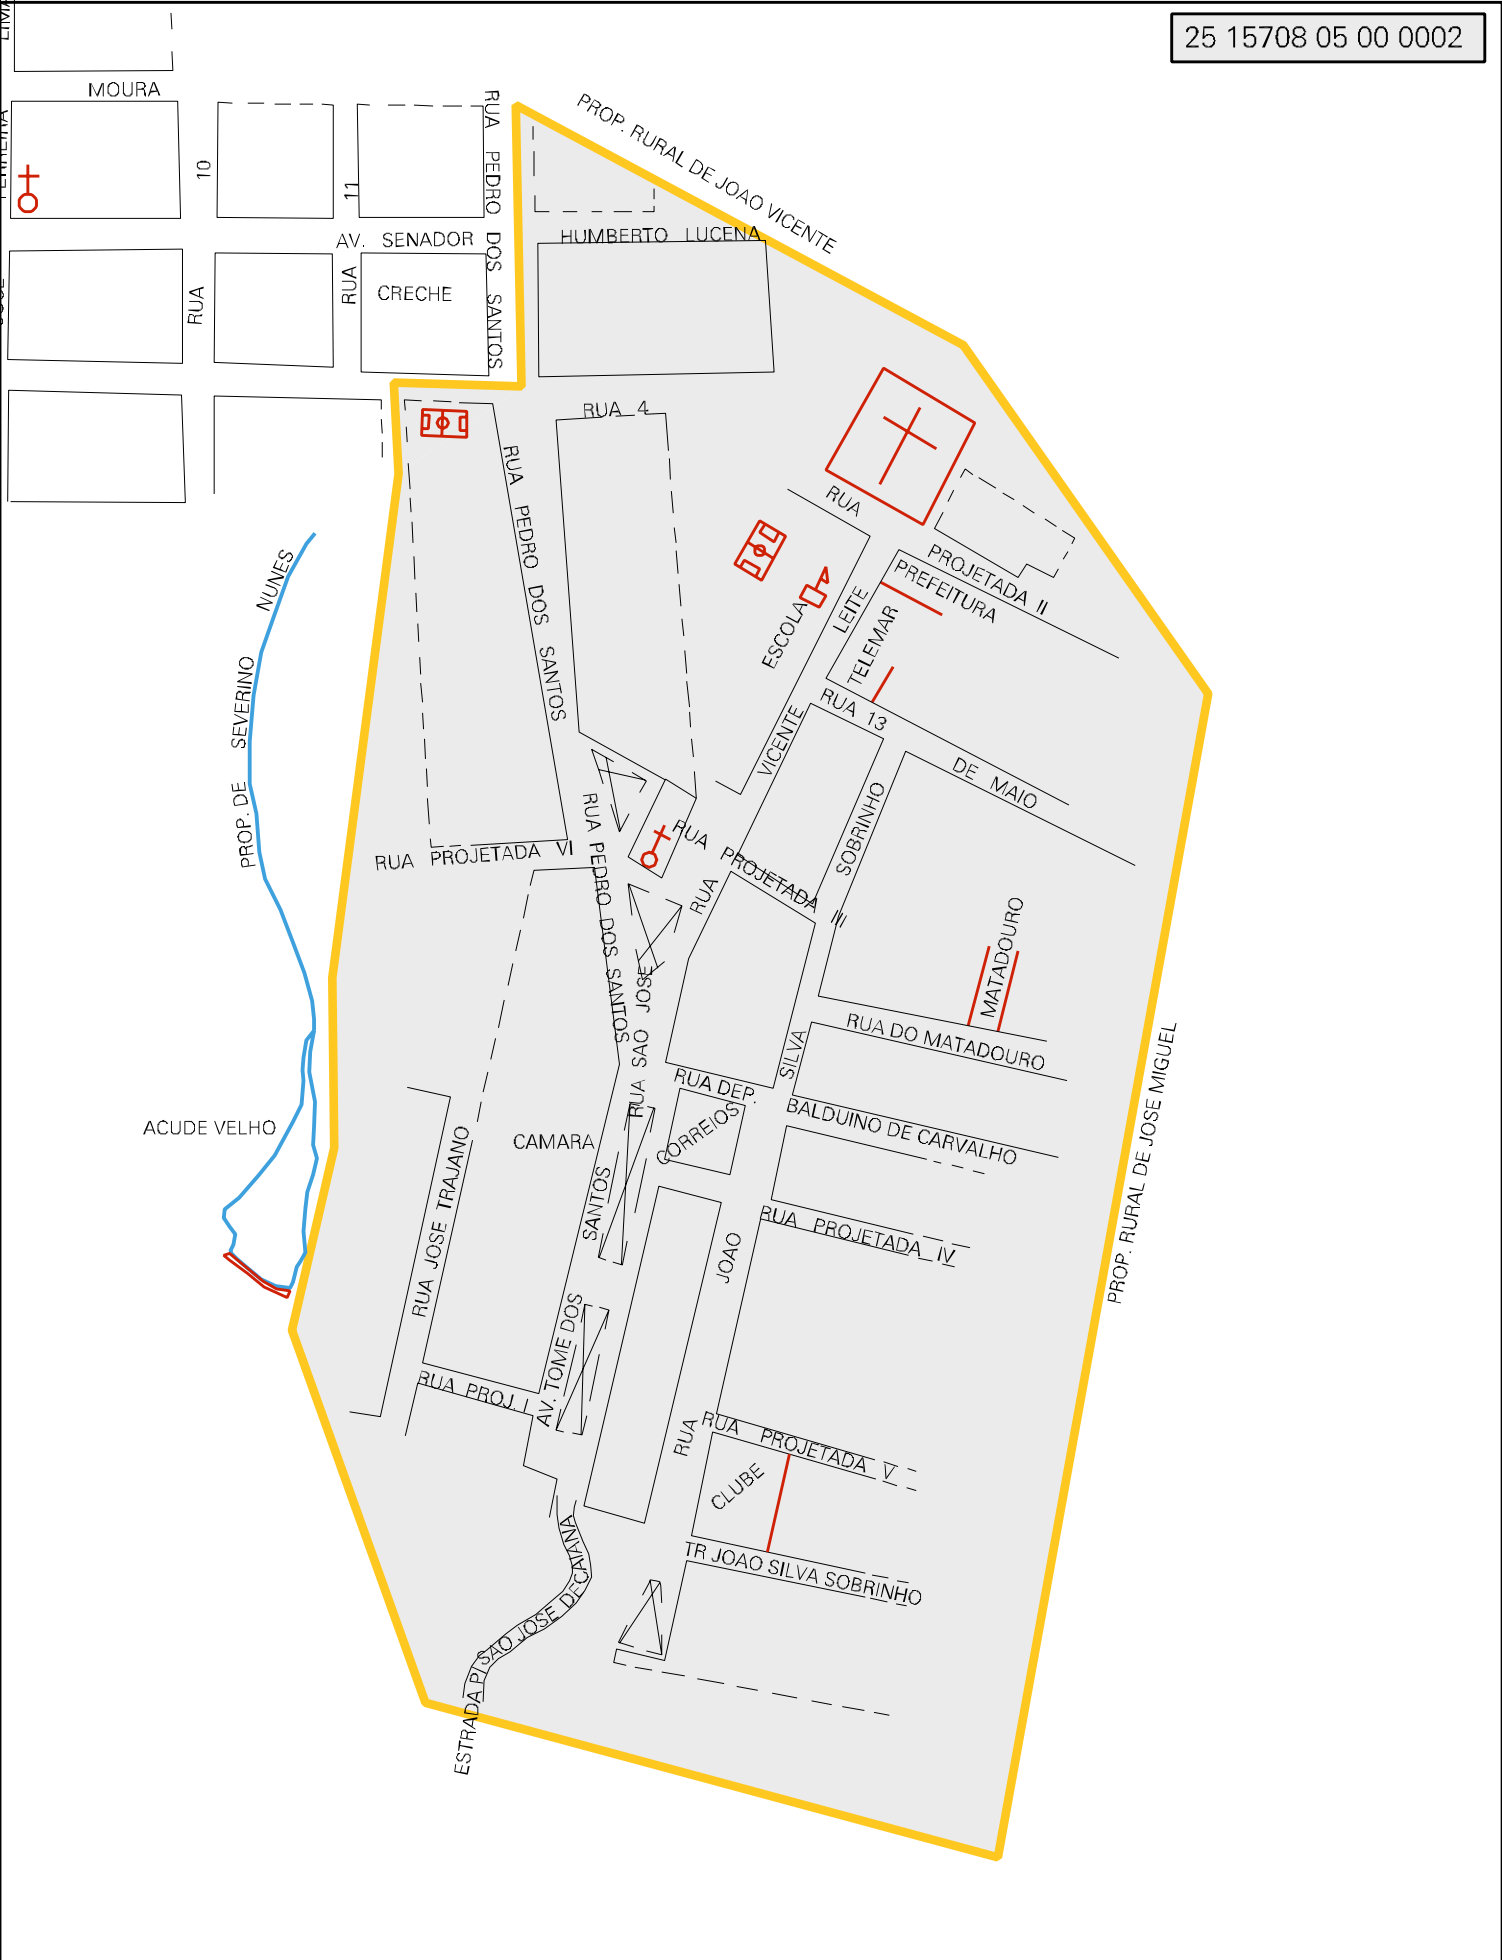 25 15708 05 00 0002
LIMA
MOURA
RUA PEDRO DOS SANTOS
PROP. RURAL DE JOAO VICENTE
10
11
AV. SENADOR HUMBERTO LUCENA
RUA
RUA
CRECHE
RUA 4
RUA PEDRO DOS SANTOS
RUA PROJETADA II
PREFEITURA
NUNES
PROP. DE SEVERINO
ESCOLA
TELEMAR
RUA VICENTE LEITE
RUA 13 DE MAIO
RUA PROJETADA VI
RUA PEDRO DOS SANTOS
RUA PROJETADA III
SOBRINHO
MATADOURO
RUA SAO JOSE
RUA DO MATADOURO
SILVA
RUA DEP. BALDUINO DE CARVALHO
PROP. RURAL DE JOSE MIGUEL
ACUDE VELHO
CAMARA
CORREIOS
RUA JOSE TRAJANO
AV. TOME DOS SANTOS
RUA PROJETADA IV
JOAO
RUA PROJ. I
RUA
RUA PROJETADA V
CLUBE
TR JOAO SILVA SOBRINHO
ESTRADA P/ SAO JOSE DE CAIANA